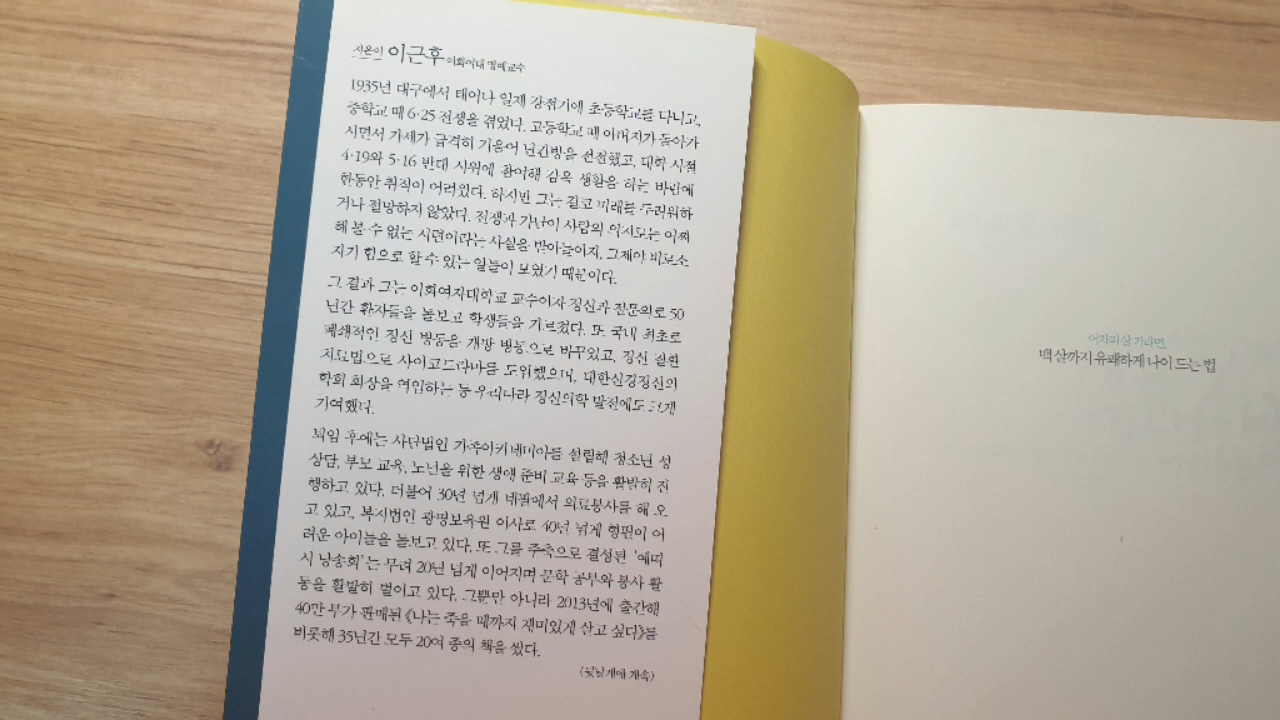 지은이 이근후 이화여대 명예교수
1935년 대구에서 태어나 일제 강점기에 초등학교를 다니고,
중학교 때 6·25 전쟁을 겪었다. 고등학교 때 아버지가 돌아가
시면서 가세가 급격히 기울어 단칸방을 전전했고, 대학 시절
4·19와 5·16 반대 시위에 참여해 감옥 생활을 하는 바람에
한동안 취직이 어려웠다. 하지만 그는 결코 미래를 두려워하
거나 절망하지 않았다. 전쟁과 가난이 사람의 의지로는 어찌
해 볼 수 없는 시련이라는 사실을 받아들이자, 그제야 비로소
자기 힘으로 할 수 있는 일들이 보였기 때문이다.
그 결과 그는 이화여자대학교 교수이자 정신과 전문의로 50
년간 환자들을 돌보고 학생들을 가르쳤다. 또 국내 최초로
폐쇄적인 정신 병동을 개방 병동으로 바꾸었고, 정신 질환
치료법으로 사이코드라마를 도입했으며, 대한신경정신의
학회 회장을 역임하는 등 우리나라 정신의학 발전에도 크게
기여했다.
퇴임 후에는 사단법인 가족아카데미아를 설립해 청소년 성
상담, 부모 교육, 노년을 위한 생애 준비 교육 등을 활발히 진
행하고 있다. 더불어 30년 넘게 네팔에서 의료봉사를 해 오
고 있고, 복지법인 광명보육원 이사로 40년 넘게 형편이 어
려운 아이들을 돌보고 있다. 또 그를 주축으로 결성된 '예띠
시 낭송회'는 무려 20년 넘게 이어지며 문학 공부와 봉사 활
동을 활발히 벌이고 있다. 그뿐만 아니라 2013년에 출간해
40만 부가 판매된 《나는 죽을 때까지 재미있게 살고 싶다》를
비롯해 35년간 모두 20여 종의 책을 썼다.
(뒷날개에 계속)
어차피 살 거라면,
백 살까지 유쾌하게 나이 드는 법